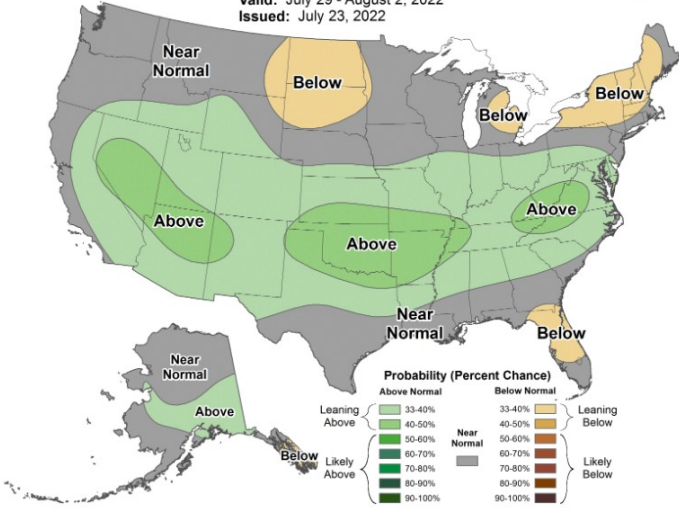 Valid: July 29 - August 2, 2022
Issued: July 23, 2022
Near
Normal
Below
Below
Below
Above
Above
Above
Near
Normal
Below
Near
Normal
Above
Below
Probability (Percent Chance)
Above Normal
Below Normal
Leaning
Above
33-40%
40-50%
Likely
Above
50-60%
60-70%
70-80%
80-90%
90-100%
Near
Normal
33-40%
40-50%
Leaning
Below
50-60%
60-70%
70-80%
80-90%
90-100%
Likely
Below